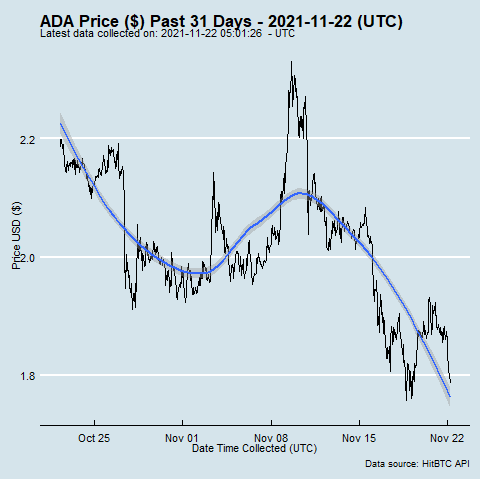 ADA Price ($) Past 31 Days - 2021-11-22 (UTC)
Latest data collected on: 2021-11-22 05:01:26 - UTC
2.2
2.0
1.8
Price USD ($)
Oct 25 Nov 01 Nov 08 Nov 15 Nov 22
Date Time Collected (UTC)
Data source: HitBTC API